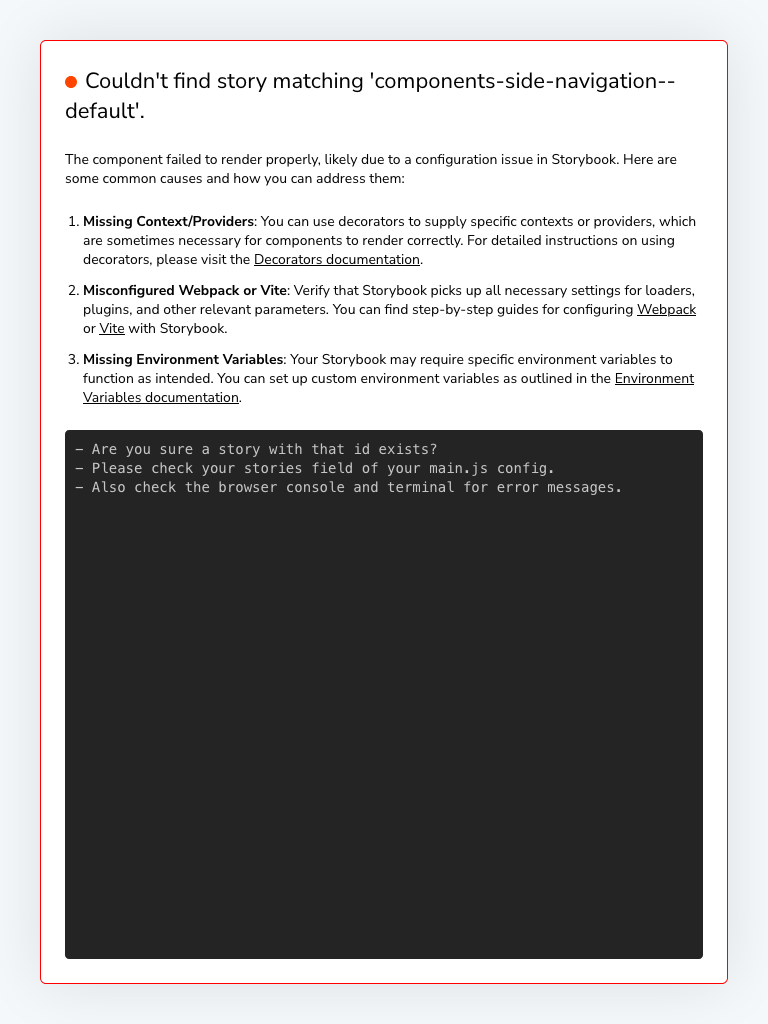 Couldn't find story matching 'components-side-navigation--
default'.
The component failed to render properly, likely due to a configuration issue in Storybook. Here are
some common causes and how you can address them:
1. Missing Context/Providers: You can use decorators to supply specific contexts or providers, which
are sometimes necessary for components to render correctly. For detailed instructions on using
decorators, please visit the Decorators documentation.
2. Misconfigured Webpack or Vite: Verify that Storybook picks up all necessary settings for loaders,
plugins, and other relevant parameters. You can find step-by-step guides for configuring Webpack
or Vite with Storybook.
3. Missing Environment Variables: Your Storybook may require specific environment variables to
function as intended. You can set up custom environment variables as outlined in the Environment
Variables documentation.
- Are you sure a story with that id exists?
- Please check your stories field of your main.js config.
- Also check the browser console and terminal for error messages.